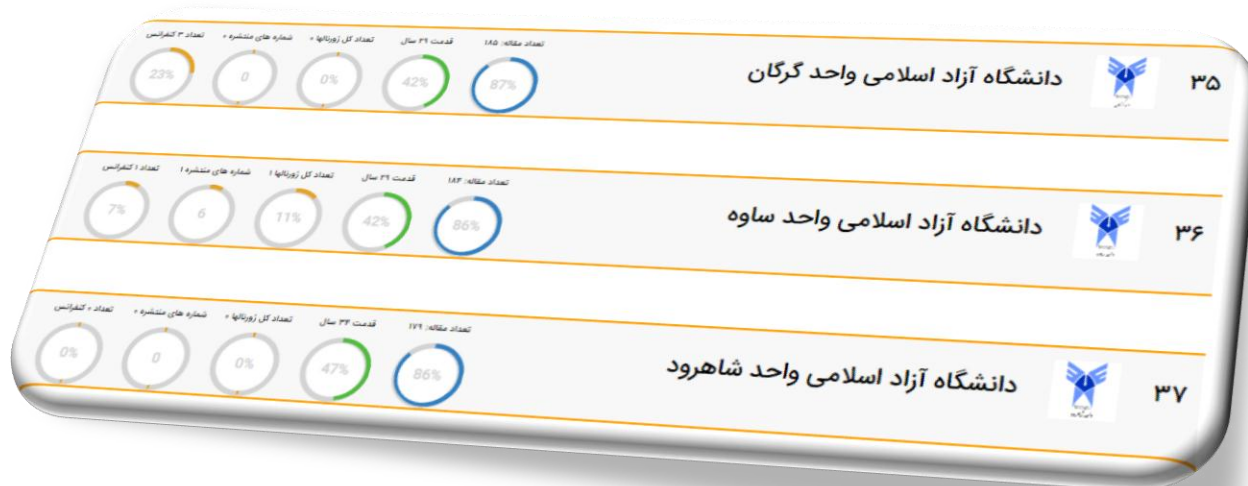 ۳۵
دانشگاه آزاد اسلامی واحد گرگان
تعداد مقاله: ۱۸۵
87%
قدمت ۲۹ سال
42%
تعداد کل ژورنالها ۰
0%
شماره های منتشره ۰
0
تعداد ۳ کنفرانس
23%
۳۶
دانشگاه آزاد اسلامی واحد ساوه
تعداد مقاله: ۱۸۴
86%
قدمت ۲۹ سال
42%
تعداد کل ژورنالها ۱
11%
شماره های منتشره ۱
6
تعداد ۱ کنفرانس
7%
۳۷
دانشگاه آزاد اسلامی واحد شاهرود
تعداد مقاله: ۱۷۹
86%
قدمت ۳۴ سال
47%
تعداد کل ژورنالها ۰
0%
شماره های منتشره ۰
0
تعداد ۰ کنفرانس
0%